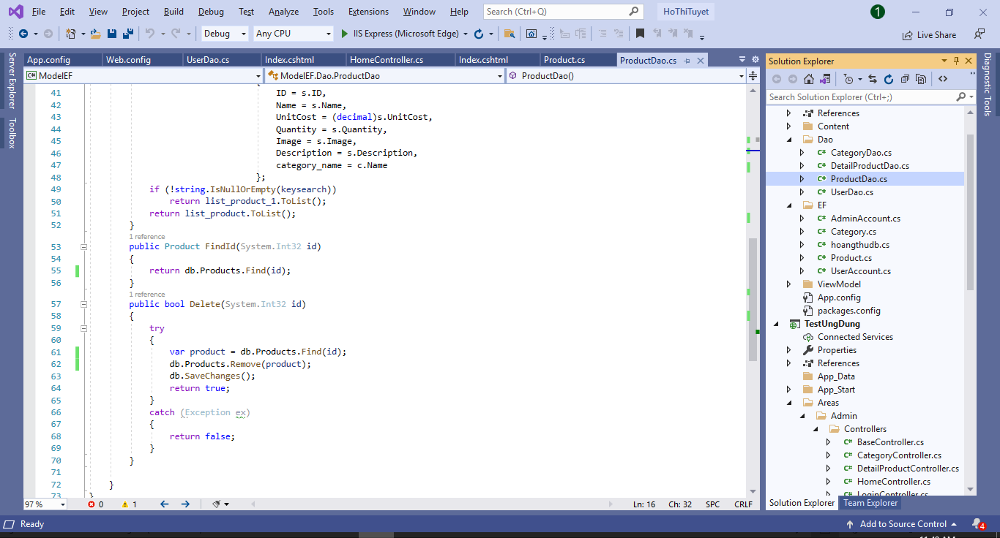 File Edit View Project Build Debug Test Analyze Tools Extensions Window Help Search (Ctrl+Q) HoThiTuyet 1
Debug Any CPU IIS Express (Microsoft Edge) Live Share
Server Explorer
Toolbox
App.config Web.config UserDao.cs Index.cshtml HomeController.cs Index.cshtml Product.cs ProductDao.cs
C# ModelEF ModelEF.Dao.ProductDao ProductDao()
{
41 ID = s.ID,
42 Name = s.Name,
43 UnitCost = (decimal)s.UnitCost,
44 Quantity = s.Quantity,
45 Image = s.Image,
46 Description = s.Description,
47 category_name = c.Name
48 };
49 if (!string.IsNullOrEmpty(keysearch))
50 return list_product_1.ToList();
51 return list_product.ToList();
52 }
1 reference
53 public Product FindId(System.Int32 id)
54 {
55 return db.Products.Find(id);
56 }
1 reference
57 public bool Delete(System.Int32 id)
58 {
59 try
60 {
61 var product = db.Products.Find(id);
62 db.Products.Remove(product);
63 db.SaveChanges();
64 return true;
65 }
66 catch (Exception ex)
67 {
68 return false;
69 }
70 }
71
72 }
73 }
97 % 0 1 Ln: 16 Ch: 32 SPC CRLF
Solution Explorer
Search Solution Explorer (Ctrl+;)
References
Content
Dao
C# CategoryDao.cs
C# DetailProductDao.cs
C# ProductDao.cs
C# UserDao.cs
EF
C# AdminAccount.cs
C# Category.cs
C# hoangthudb.cs
C# Product.cs
C# UserAccount.cs
ViewModel
App.config
packages.config
TestUngDung
Connected Services
Properties
References
App_Data
App_Start
Areas
Admin
Controllers
C# BaseController.cs
C# CategoryController.cs
C# DetailProductController.cs
C# HomeController.cs
C# LoginController.cs
Solution Explorer Team Explorer
Diagnostic Tools
Ready Add to Source Control 4